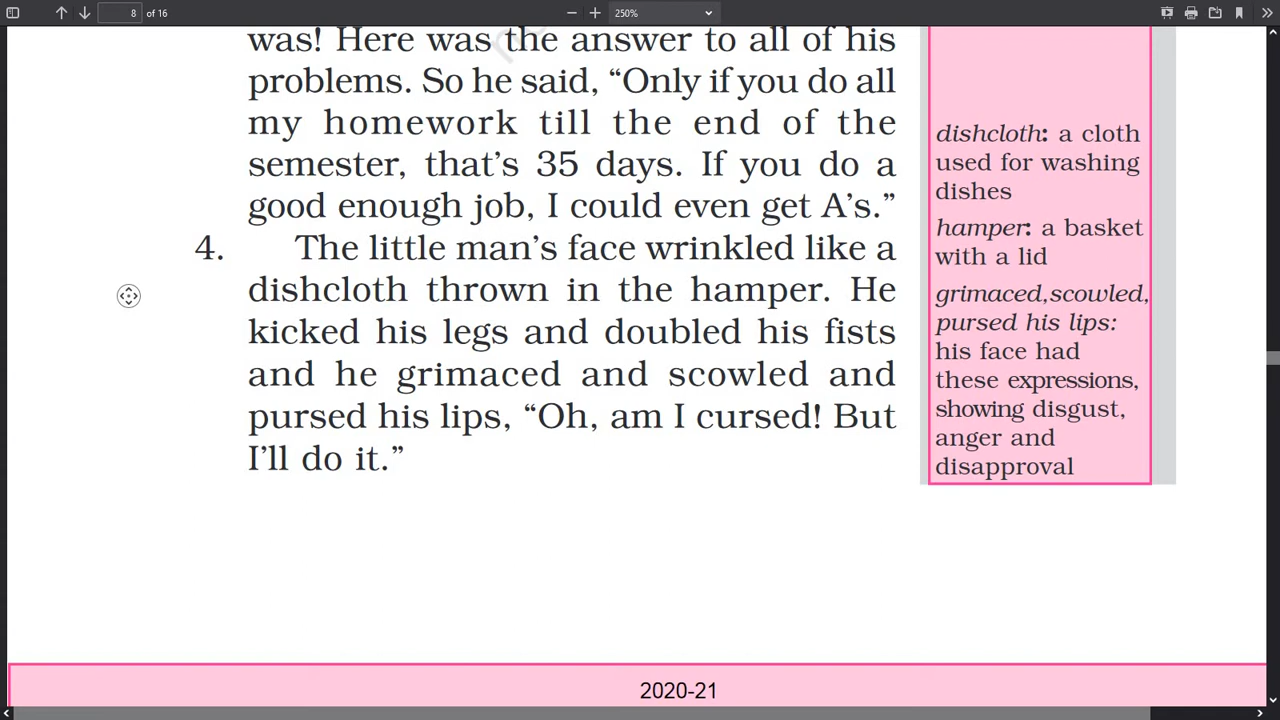 8 of 16
250%
was! Here was the answer to all of his
problems. So he said, “Only if you do all
my homework till the end of the
semester, that’s 35 days. If you do a
good enough job, I could even get A’s.”
4. The little man’s face wrinkled like a
dishcloth thrown in the hamper. He
kicked his legs and doubled his fists
and he grimaced and scowled and
pursed his lips, “Oh, am I cursed! But
I’ll do it.”
dishcloth: a cloth
used for washing
dishes
hamper: a basket
with a lid
grimaced,scowled,
pursed his lips:
his face had
these expressions,
showing disgust,
anger and
disapproval
2020-21